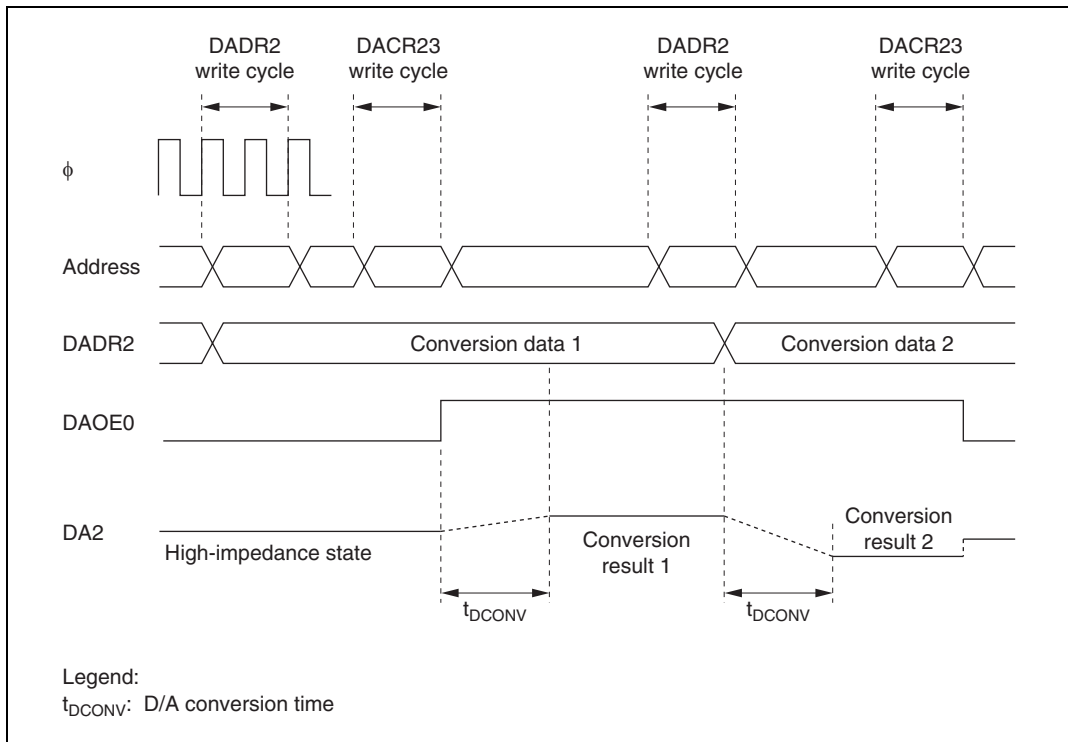 DADR2
write cycle
DACR23
write cycle
DADR2
write cycle
DACR23
write cycle
ϕ
Address
DADR2
Conversion data 1
Conversion data 2
DAOE0
DA2
High-impedance state
Conversion
result 1
Conversion
result 2
tDCONV
tDCONV
Legend:
tDCONV: D/A conversion time